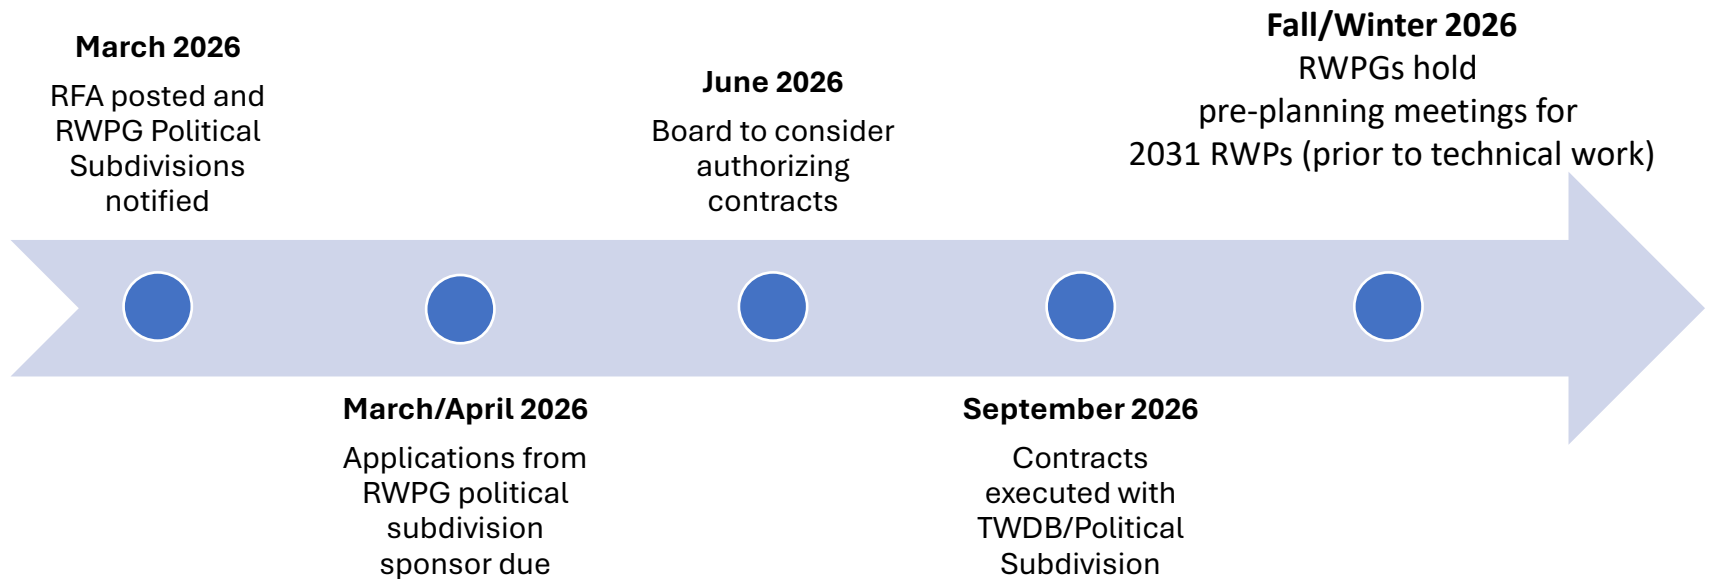 March 2026
RFA posted and
RWPG Political
Subdivisions
notified
March/April 2026
Applications from
RWPG political
subdivision
sponsor due
June 2026
Board to consider
authorizing
contracts
September 2026
Contracts
executed with
TWDB/Political
Subdivision
Fall/Winter 2026
RWPGs hold
pre-planning meetings for
2031 RWPs (prior to technical work)